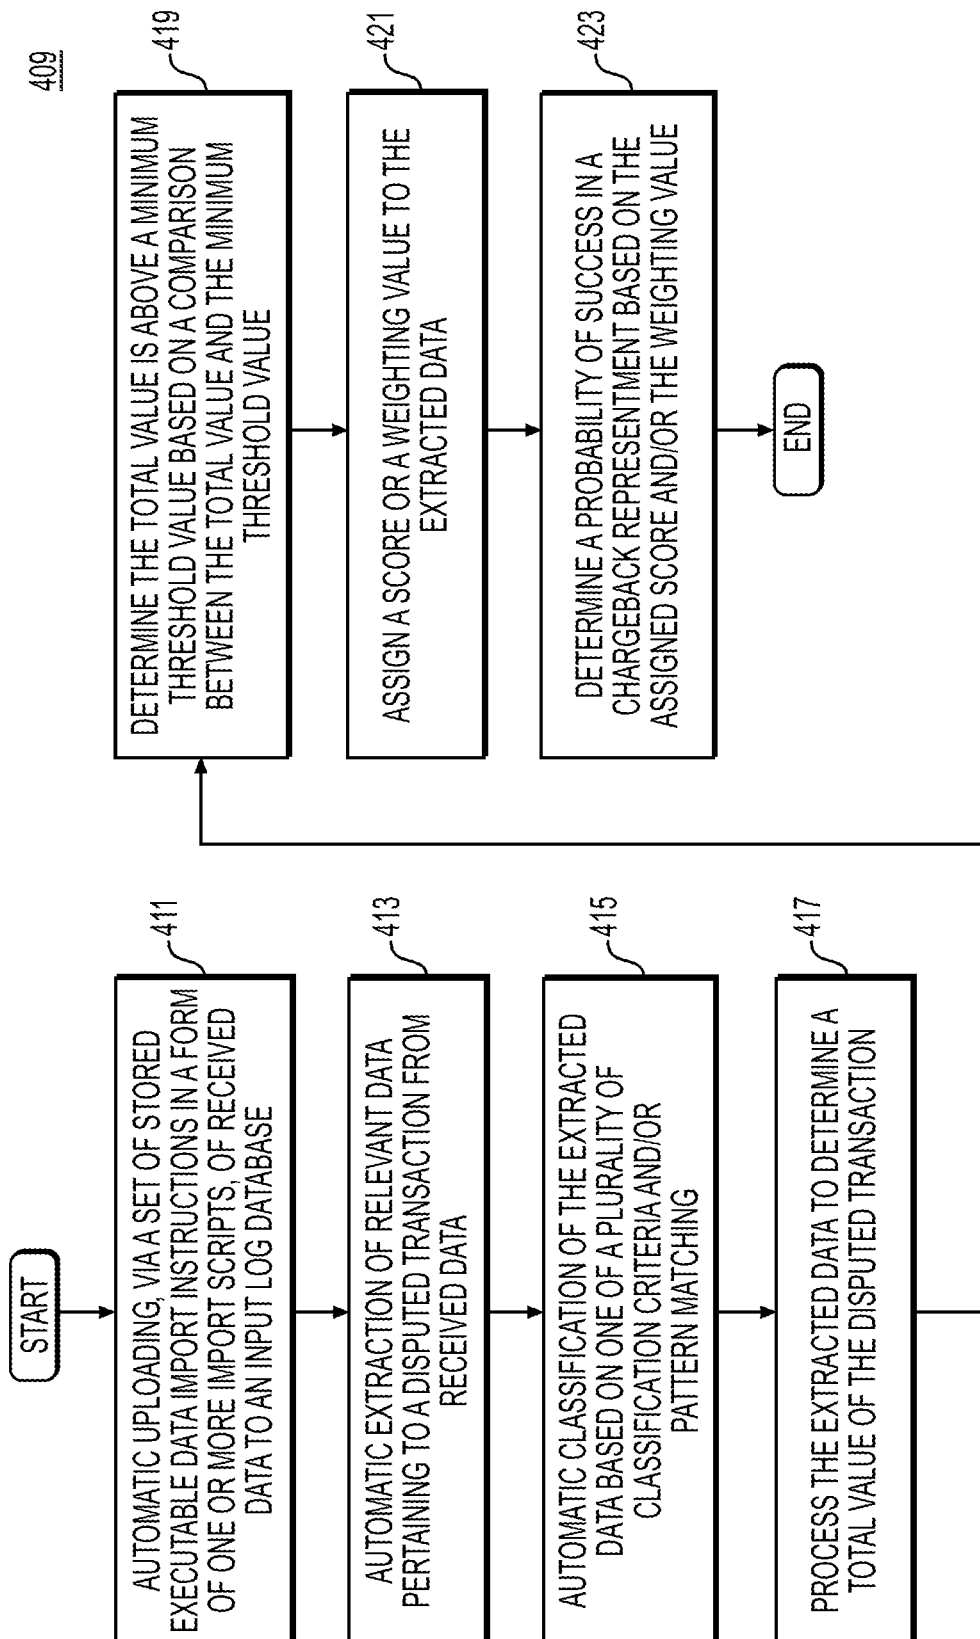 409
START
AUTOMATIC UPLOADING, VIA A SET OF STORED
EXECUTABLE DATA IMPORT INSTRUCTIONS IN A FORM
OF ONE OR MORE IMPORT SCRIPTS, OF RECEIVED
DATA TO AN INPUT LOG DATABASE
411
AUTOMATIC EXTRACTION OF RELEVANT DATA
PERTAINING TO A DISPUTED TRANSACTION FROM
RECEIVED DATA
413
AUTOMATIC CLASSIFICATION OF THE EXTRACTED
DATA BASED ON ONE OF A PLURALITY OF
CLASSIFICATION CRITERIA AND/OR
PATTERN MATCHING
415
PROCESS THE EXTRACTED DATA TO DETERMINE A
TOTAL VALUE OF THE DISPUTED TRANSACTION
417
DETERMINE THE TOTAL VALUE IS ABOVE A MINIMUM
THRESHOLD VALUE BASED ON A COMPARISON
BETWEEN THE TOTAL VALUE AND THE MINIMUM
THRESHOLD VALUE
419
ASSIGN A SCORE OR A WEIGHTING VALUE TO THE
EXTRACTED DATA
421
DETERMINE A PROBABILITY OF SUCCESS IN A
CHARGEBACK REPRESENTMENT BASED ON THE
ASSIGNED SCORE AND/OR THE WEIGHTING VALUE
423
END